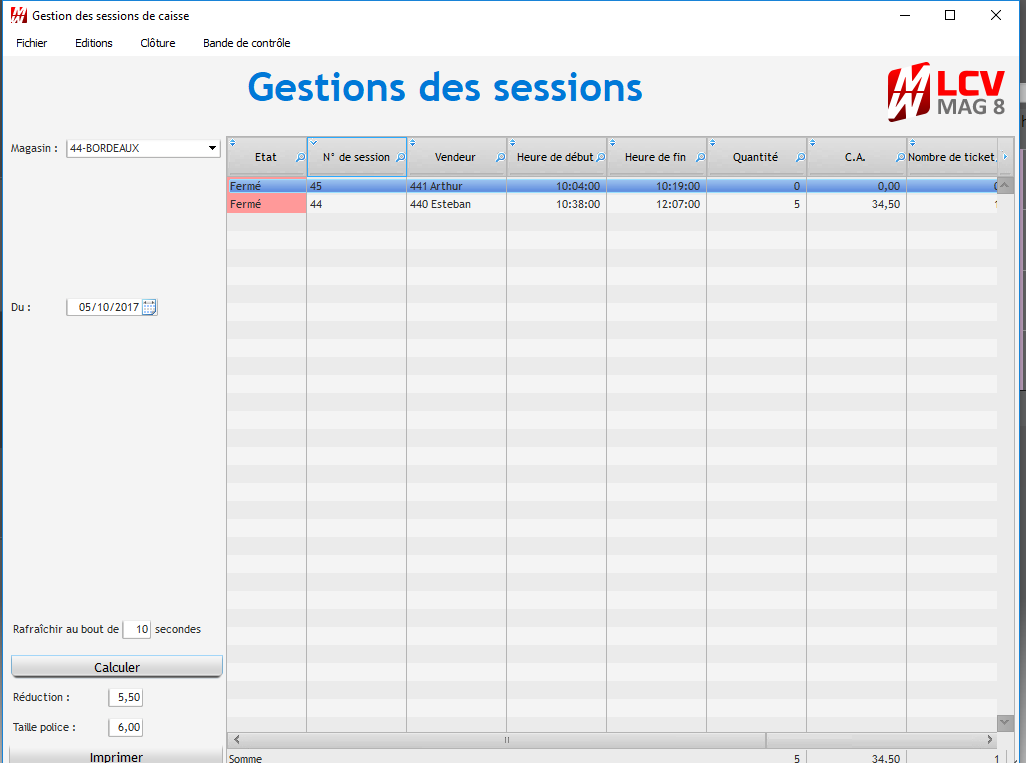 Gestion des sessions de caisse
Fichier Editions Clôture Bande de contrôle
Gestions des sessions
LCV
MAG 8
Magasin : 44-BORDEAUX
Etat N° de session Vendeur Heure de début Heure de fin Quantité C.A. Nombre de ticket
Fermé 45 441 Arthur 10:04:00 10:19:00 0 0,00
Fermé 44 440 Esteban 10:38:00 12:07:00 5 34,50 1
Du : 05/10/2017
Rafraîchir au bout de 10 secondes
Calculer
Réduction : 5,50
Taille police : 6,00
Imprimer
Somme 5 34,50 1